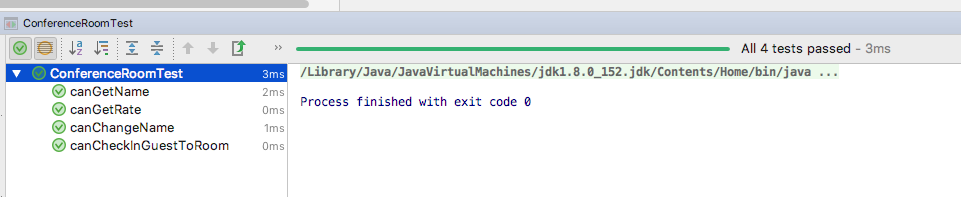 ConferenceRoomTest
All 4 tests passed - 3ms
ConferenceRoomTest 3ms
canGetName 2ms
canGetRate 0ms
canChangeName 1ms
canCheckInGuestToRoom 0ms
/Library/Java/JavaVirtualMachines/jdk1.8.0_152.jdk/Contents/Home/bin/java ...
Process finished with exit code 0